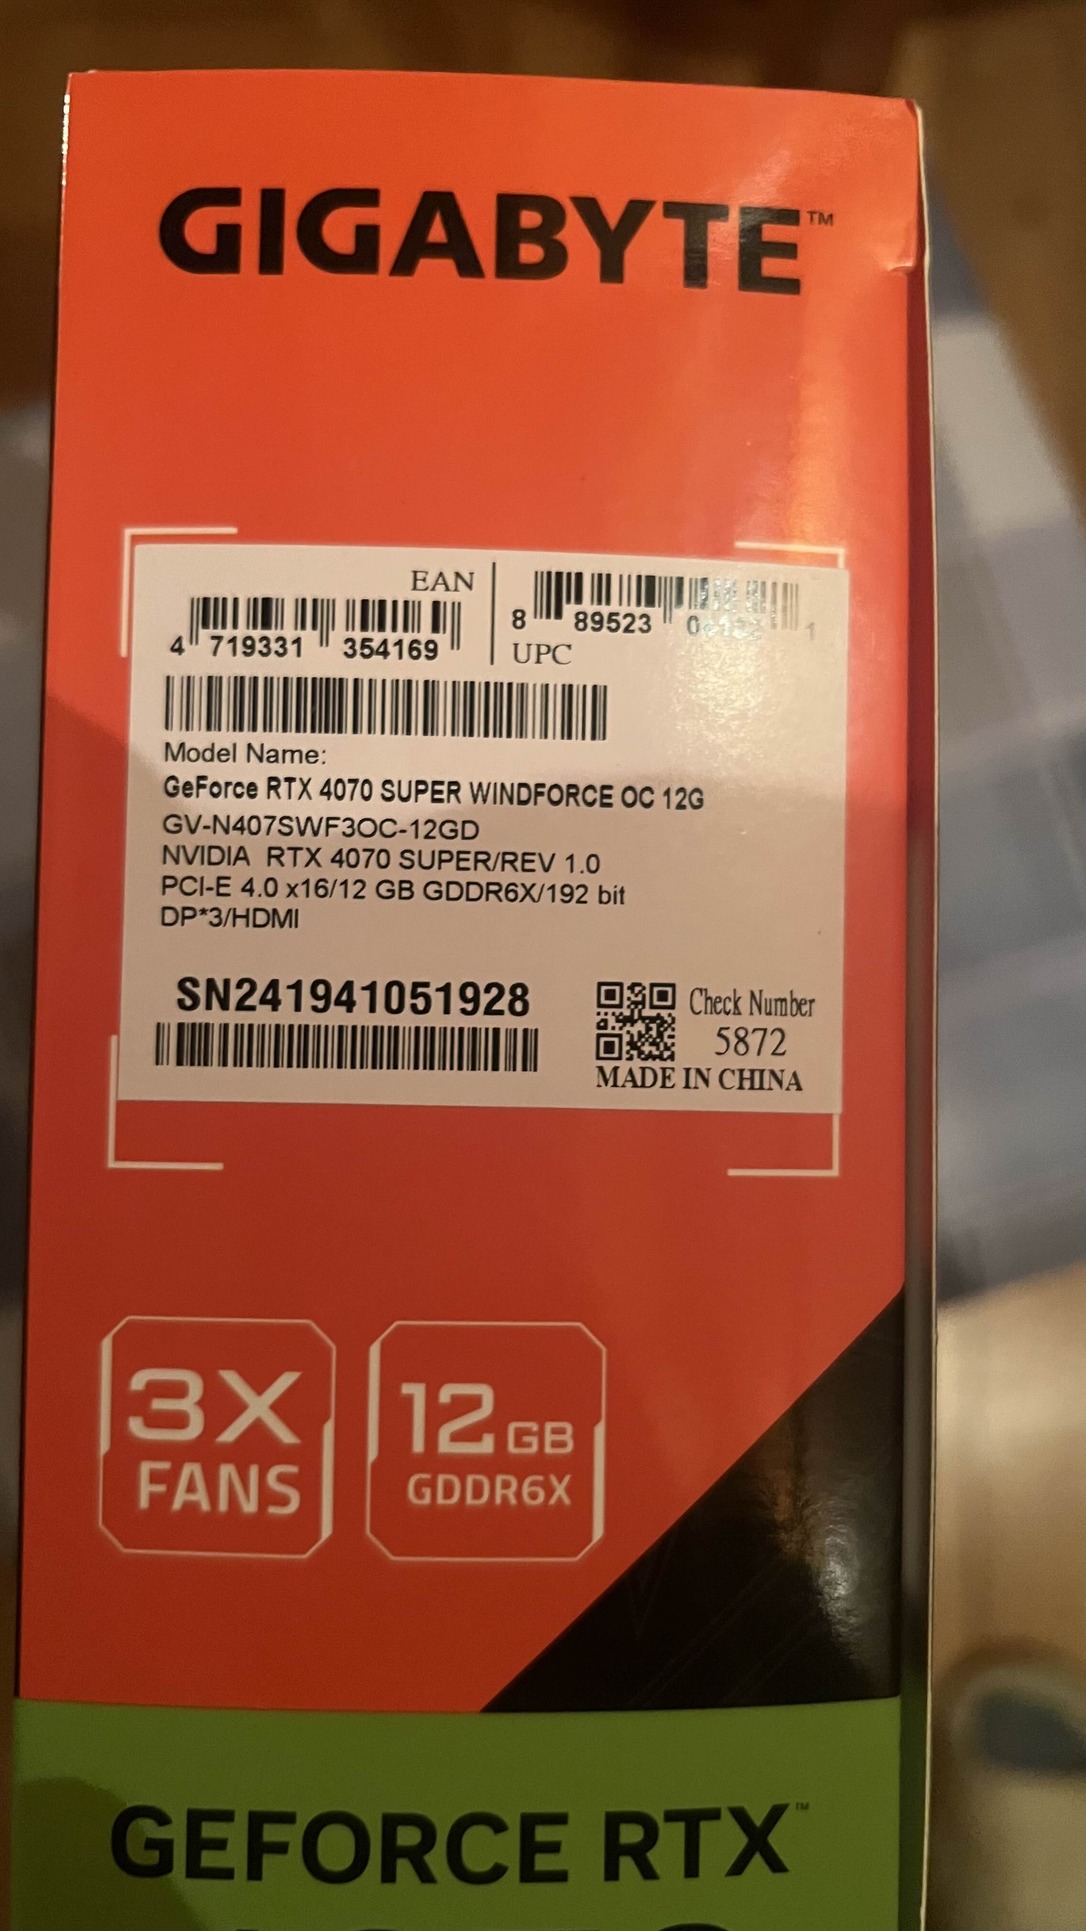 GIGABYTE™
EAN
4 719331 354169
8 89523 1
UPC
Model Name:
GeForce RTX 4070 SUPER WINDFORCE OC 12G
GV-N407SWF3OC-12GD
NVIDIA RTX 4070 SUPER/REV 1.0
PCI-E 4.0 x16/12 GB GDDR6X/192 bit
DP*3/HDMI
SN241941051928
Check Number
5872
MADE IN CHINA
3X
FANS
12GB
GDDR6X
GEFORCE RTX™